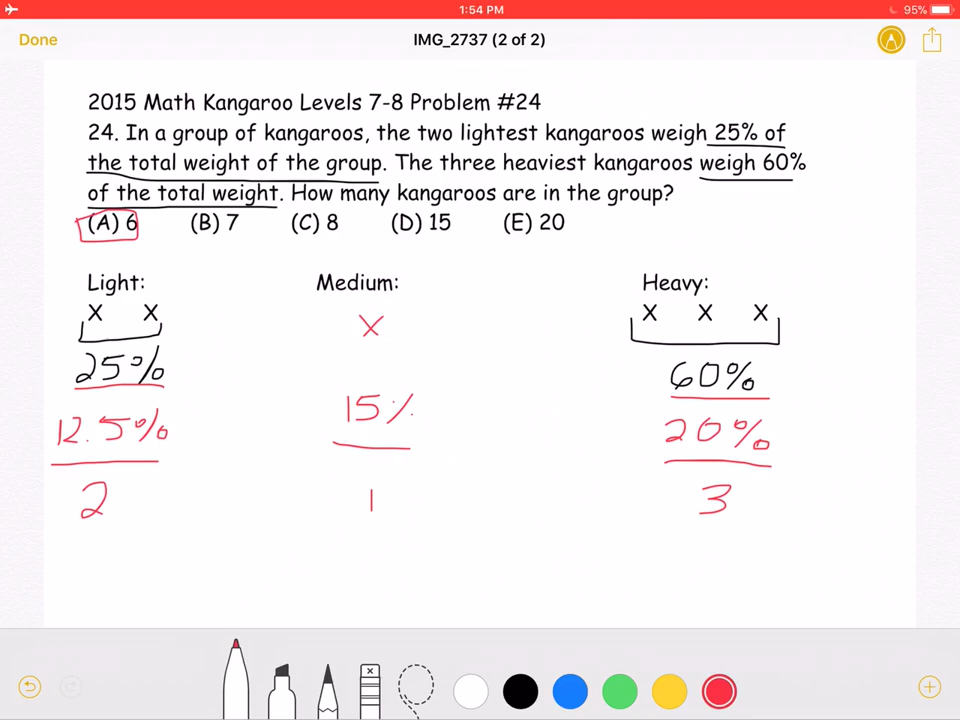 1:54 PM
95%
Done
IMG_2737 (2 of 2)
2015 Math Kangaroo Levels 7-8 Problem #24
24. In a group of kangaroos, the two lightest kangaroos weigh 25% of
the total weight of the group. The three heaviest kangaroos weigh 60%
of the total weight. How many kangaroos are in the group?
(A) 6 (B) 7 (C) 8 (D) 15 (E) 20
Light: Medium: Heavy:
X X X X X X
25% 15% 60%
12.5% 20%
2 1 3